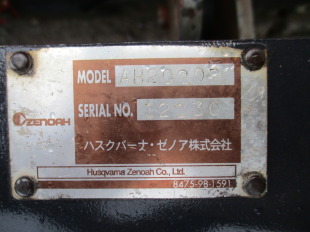 MODEL
SERIAL NO.
ZENOAH
ハスクバーナ・ゼノア株式会社
Husqvarna Zenoah Co., Ltd.
8475-98-1591